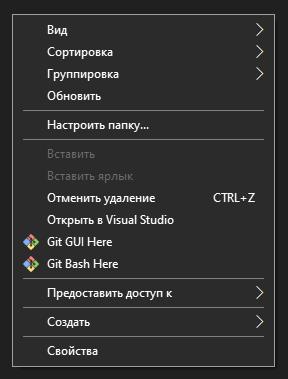 Вид
Сортировка
Группировка
Обновить
Настроить папку...
Вставить
Вставить ярлык
Отменить удаление CTRL+Z
Открыть в Visual Studio
Git GUI Here
Git Bash Here
Предоставить доступ к
Создать
Свойства